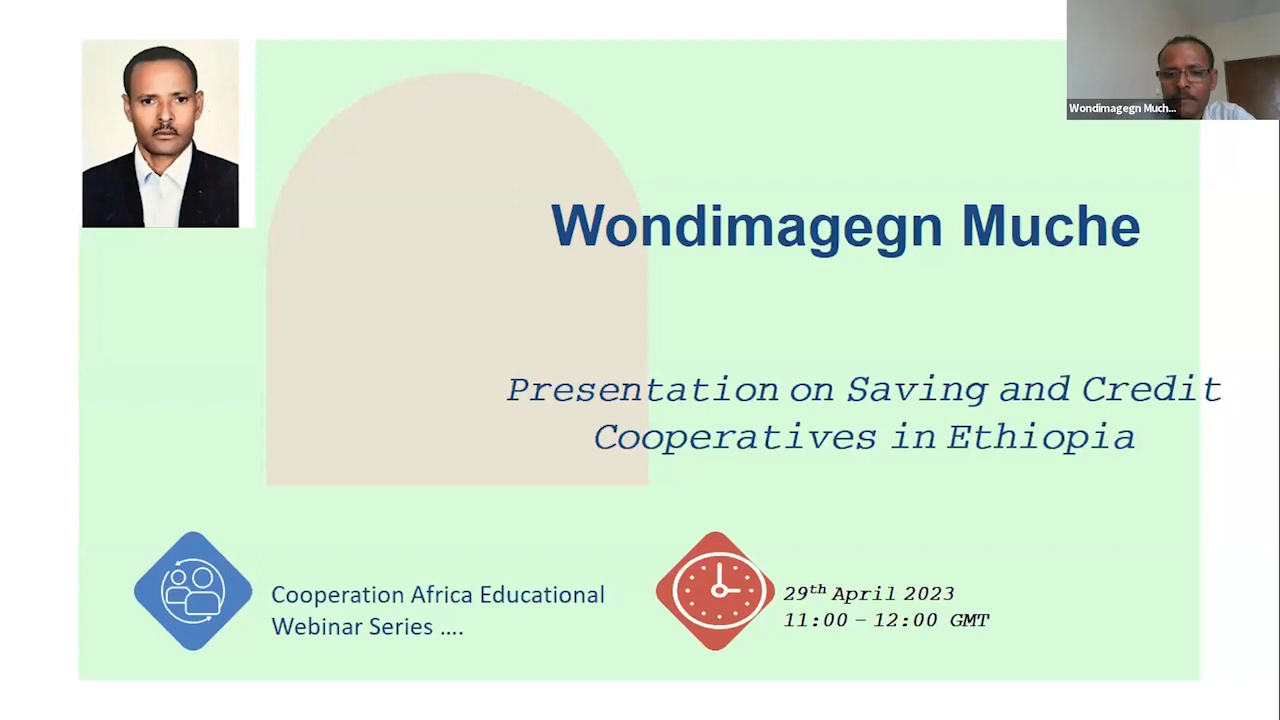 Wondimagegn Much...
Wondimagegn Muche
Presentation on Saving and Credit
Cooperatives in Ethiopia
Cooperation Africa Educational
Webinar Series ....
29th April 2023
11:00 – 12:00 GMT